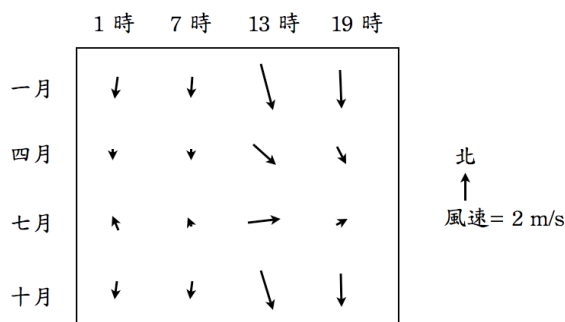 1 時 7 時 13 時 19 時
一月
四月
七月
十月
北
風速= 2 m/s